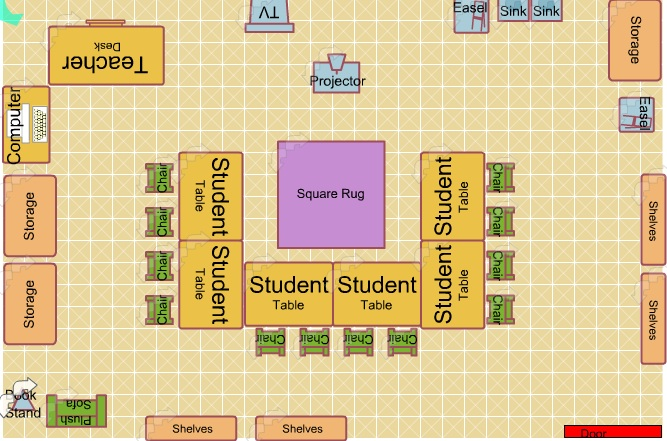 TV
Easel
Sink
Sink
Teacher
Desk
Storage
Projector
Computer
Easel
Chair
Student
Table
Square Rug
Student
Table
Chair
Storage
Chair
Chair
Shelves
Chair
Student
Table
Student
Table
Student
Table
Student
Table
Chair
Storage
Chair
Chair
Shelves
Chair
Chair
Chair
Chair
Book
Stand
Plush
Sofa
Shelves
Shelves
Door